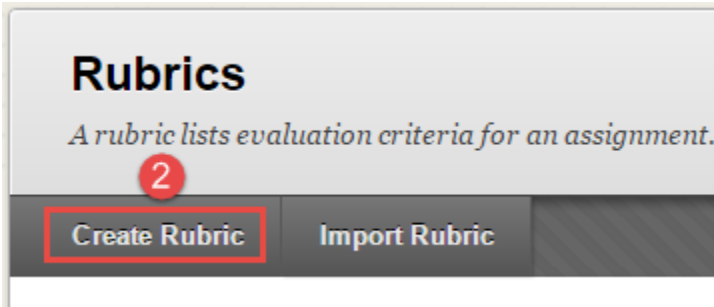 Rubrics
A rubric lists evaluation criteria for an assignment.
2
Create Rubric Import Rubric